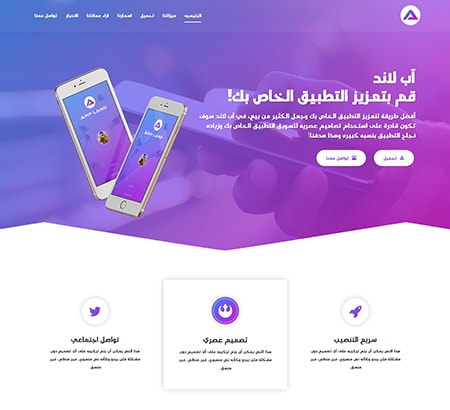 الرئيسيه ميزاتنا تحميل اسعارنا اراء عملائنا الاخبار تواصل معنا
آب لاند
قم بتعزيز التطبيق الخاص بك!
أفضل طريقة لتعزيز التطبيق الخاص بك وجعل الكثير من بيع، في آب لاند سوف
تكون قادرة على استخدام تصاميم عصريه لتسويق التطبيق الخاص بك وزياده
نجاح التطبيق بنسبه كبيره وهذا هدفنا!
تحميل تواصل معنا
APP LAND
APP LAND
سريع التنصيب
هذا النص يمكن أن يتم تركيبه على أي تصميم دون
مشكلة فلن يبدو وكأنه نص منسوخ، غير منظم، غير
منسق
تصميم عصري
هذا النص يمكن أن يتم تركيبه على أي تصميم دون
مشكلة فلن يبدو وكأنه نص منسوخ، غير منظم، غير
منسق
تواصل اجتماعي
هذا النص يمكن أن يتم تركيبه على أي تصميم دون
مشكلة فلن يبدو وكأنه نص منسوخ، غير منظم، غير
منسق